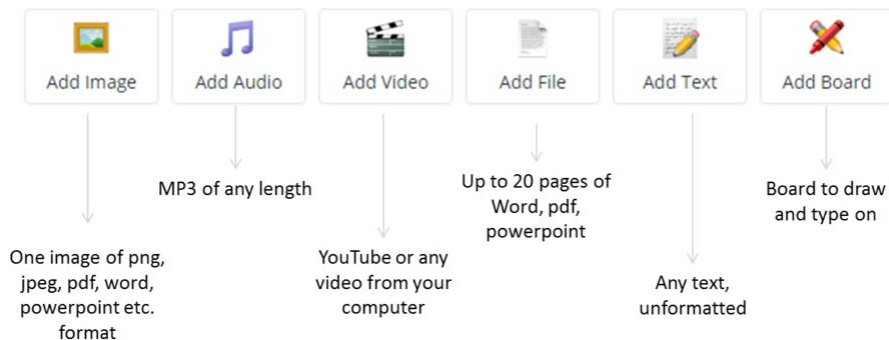 Add Image
Add Audio
Add Video
Add File
Add Text
Add Board
One image of png,
jpeg, pdf, word,
powerpoint etc.
format
MP3 of any length
YouTube or any
video from your
computer
Up to 20 pages of
Word, pdf,
powerpoint
Any text,
unformatted
Board to draw
and type on